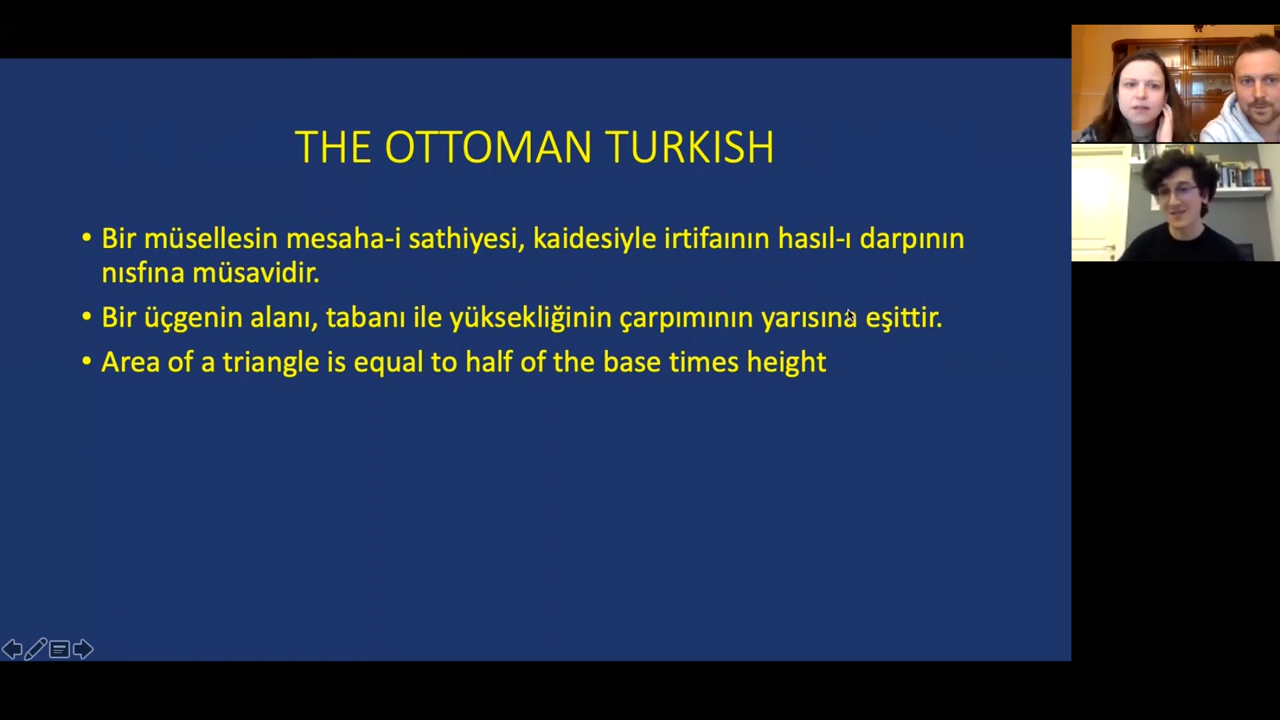 THE OTTOMAN TURKISH
• Bir müsellesin mesaha-i sathiyesi, kaidesiyle irtifaının hasıl-ı darpının
nısfına müsavidir.
• Bir üçgenin alanı, tabanı ile yüksekliğinin çarpımının yarısına eşittir.
• Area of a triangle is equal to half of the base times height